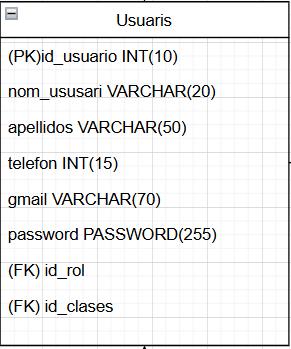 Usuaris
(PK)id_usuario INT(10)
nom_ususari VARCHAR(20)
apellidos VARCHAR(50)
telefon INT(15)
gmail VARCHAR(70)
password PASSWORD(255)
(FK) id_rol
(FK) id_clases